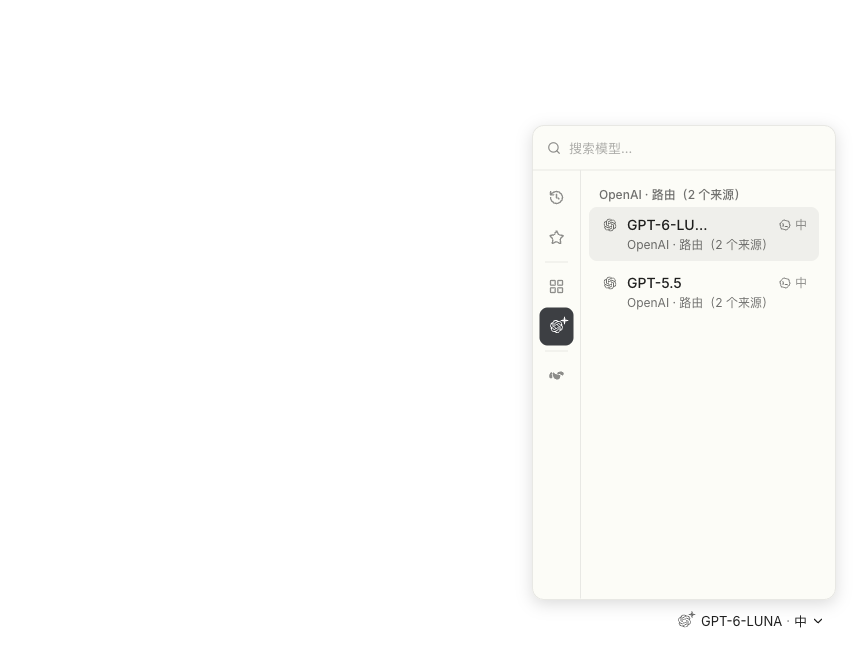 搜索模型...
OpenAI · 路由（2 个来源）
GPT-6-LU... 中
OpenAI · 路由（2 个来源）
GPT-5.5 中
OpenAI · 路由（2 个来源）
GPT-6-LUNA · 中